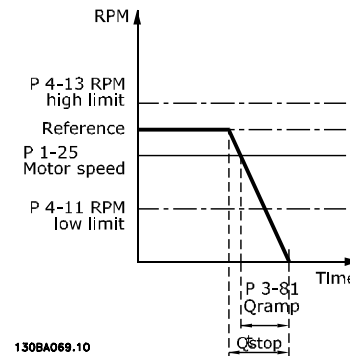 RPM
P 4-13 RPM
high limit
Reference
P 1-25
Motor speed
P 4-11 RPM
low limit
Time
P 3-81
Qramp
Qstop
130BA069.10